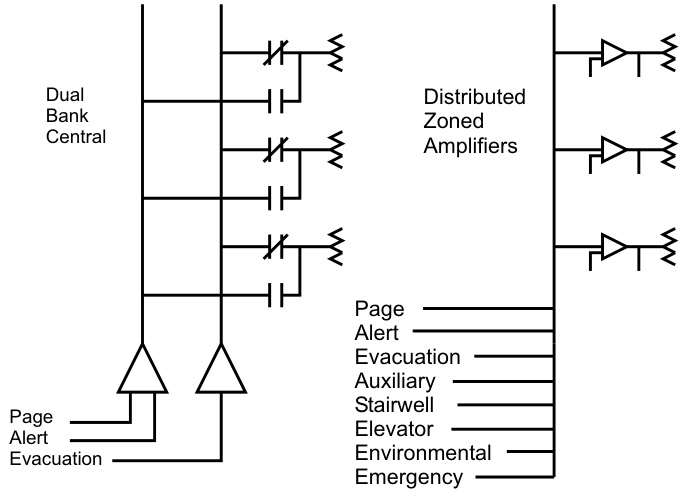 Dual
Bank
Central
Page
Alert
Evacuation
Distributed
Zoned
Amplifiers
Page
Alert
Evacuation
Auxiliary
Stairwell
Elevator
Environmental
Emergency